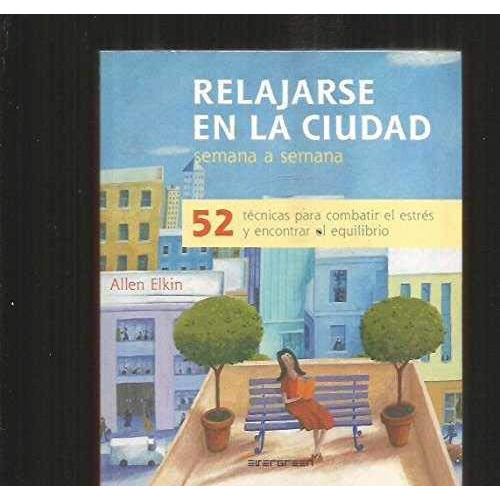 RELAJARSE
EN LA CIUDAD
semana a semana
52 técnicas para combatir el estrés
y encontrar el equilibrio
Allen Elkin
EVERGREEN